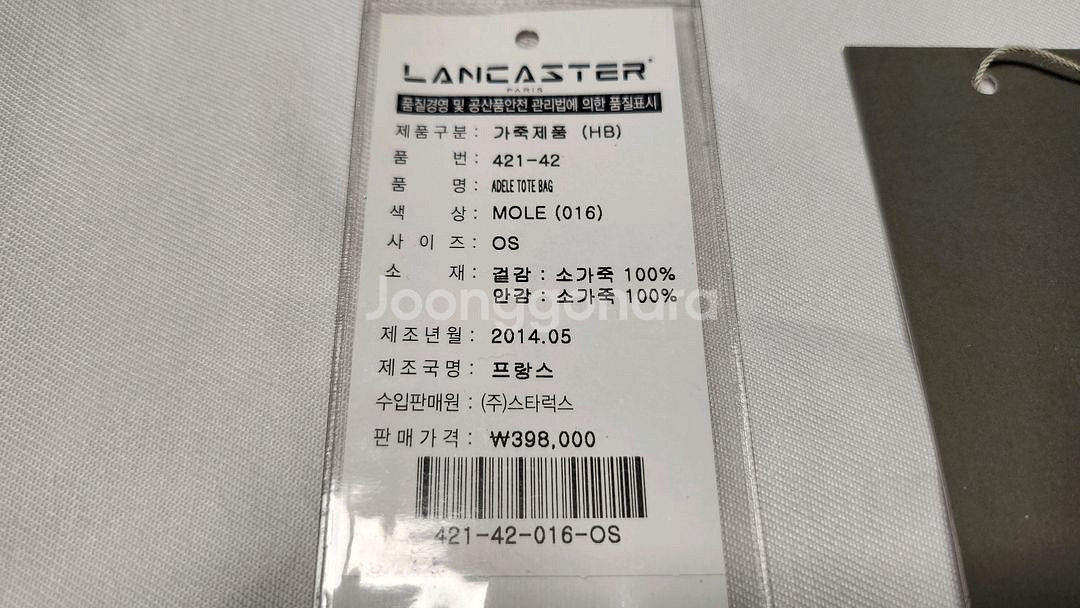 LANCASTER
PARIS
품질경영 및 공산품안전 관리법에 의한 품질표시
제품구분 : 가죽제품 (HB)
품 번 : 421-42
품 명 : ADELE TOTE BAG
색 상 : MOLE (016)
사 이 즈 : OS
소 재 : 겉감 : 소가죽 100%
안감 : 소가죽 100%
Joonggonara
제조년월 : 2014.05
제조국명 : 프랑스
수입판매원 : (주)스타럭스
판매가격 : ₩398,000
421-42-016-OS